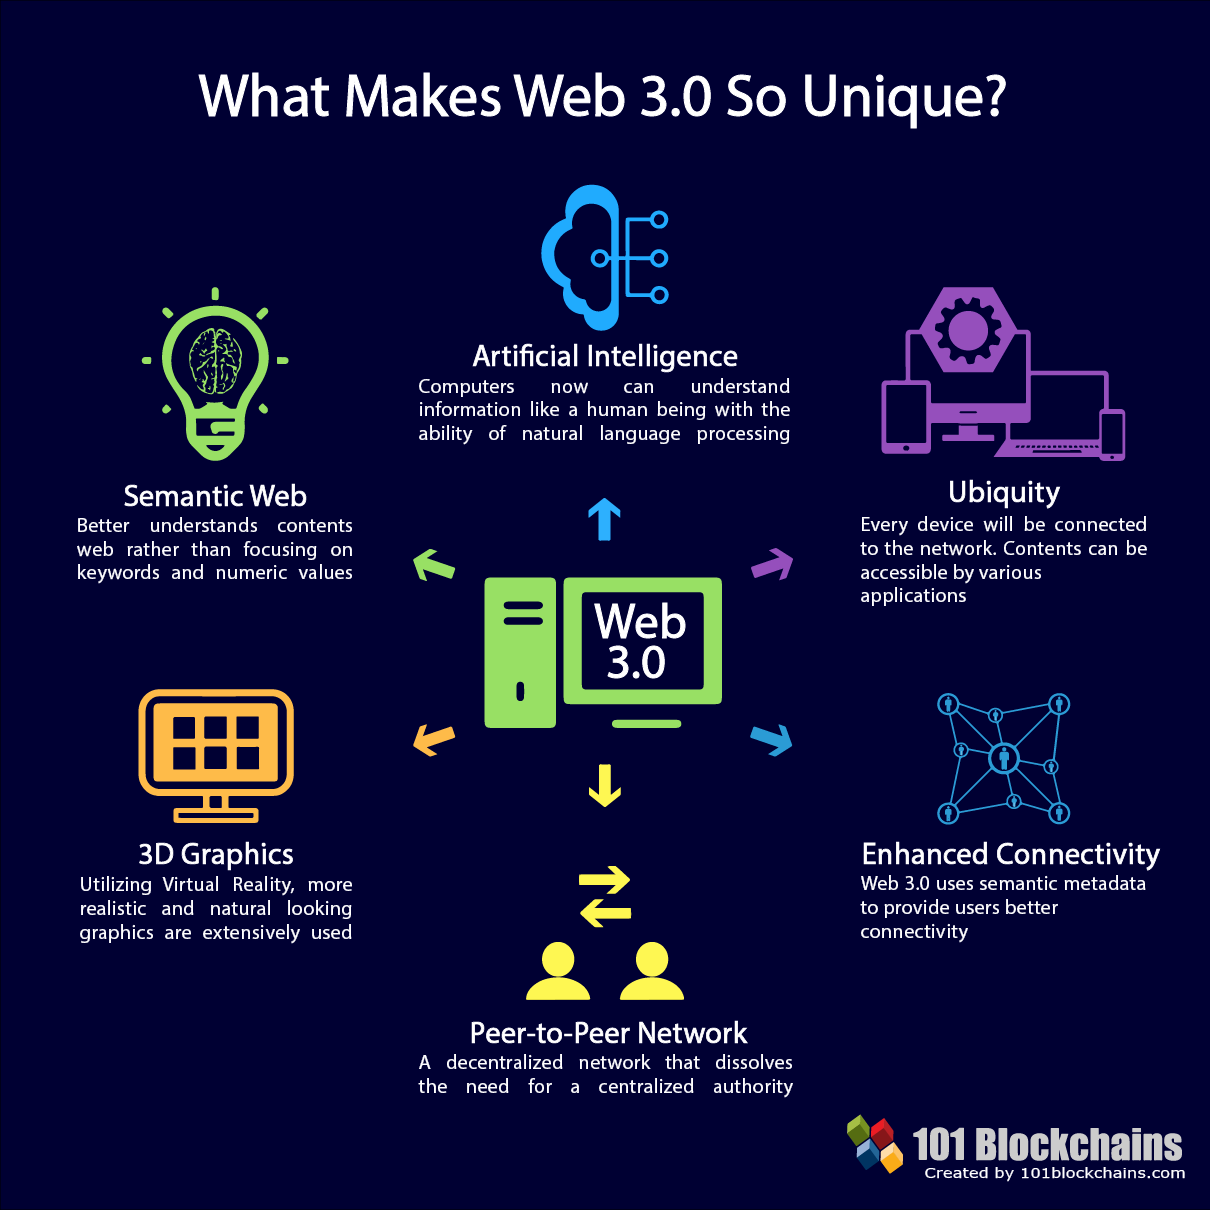 What Makes Web 3.0 So Unique?
Artificial Intelligence
Computers now can understand
information like a human being with the
ability of natural language processing
Semantic Web
Better understands contents
web rather than focusing on
keywords and numeric values
Ubiquity
Every device will be connected
to the network. Contents can be
accessible by various
applications
Web
3.0
3D Graphics
Utilizing Virtual Reality, more
realistic and natural looking
graphics are extensively used
Enhanced Connectivity
Web 3.0 uses semantic metadata
to provide users better
connectivity
Peer-to-Peer Network
A decentralized network that dissolves
the need for a centralized authority
101 Blockchains
Created by 101blockchains.com